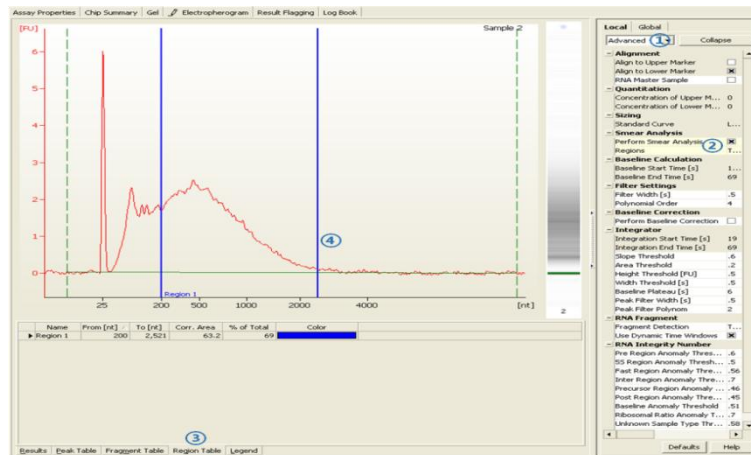 Assay Properties Chip Summary Gel Electropherogram Result Flagging Log Book
[FU]
Sample 2
6
5
4
3
2
1
0
④
Region 1
25 200 500 1000 2000 4000 [nt]
2
Name From [nt] To [nt] Corr. Area % of Total Color
Region 1 200 2,521 63.2 69
③
Results Peak Table Fragment Table Region Table Legend
Local Global
Advanced ① Collapse
Alignment
Align to Upper Marker
Align to Lower Marker
RNA Master Sample
Quantitation
Concentration of Upper M... 0
Concentration of Lower M... 0
Sizing
Standard Curve L...
Smear Analysis
Perform Smear Analysis ②
Regions T...
Baseline Calculation
Baseline Start Time [s] 1...
Baseline End Time [s] 69
Filter Settings
Filter Width [s] .5
Polynomial Order 4
Baseline Correction
Perform Baseline Correction
Integrator
Integration Start Time [s] 19
Integration End Time [s] 69
Slope Threshold .6
Area Threshold .2
Height Threshold [FU] .5
Width Threshold [s] .5
Baseline Plateau [s] 6
Peak Filter Width [s] .5
Peak Filter Polynom 2
RNA Fragment
Fragment Detection T...
Use Dynamic Time Windows
RNA Integrity Number
Pre Region Anomaly Thres... .6
5S Region Anomaly Thresh... .5
Fast Region Anomaly Thre... .56
Inter Region Anomaly Thre... .7
Precursor Region Anomaly ... .46
Post Region Anomaly Thre... .45
Baseline Anomaly Threshold .51
Ribosomal Ratio Anomaly T... .7
Unknown Sample Type Thr... .58
Defaults Help